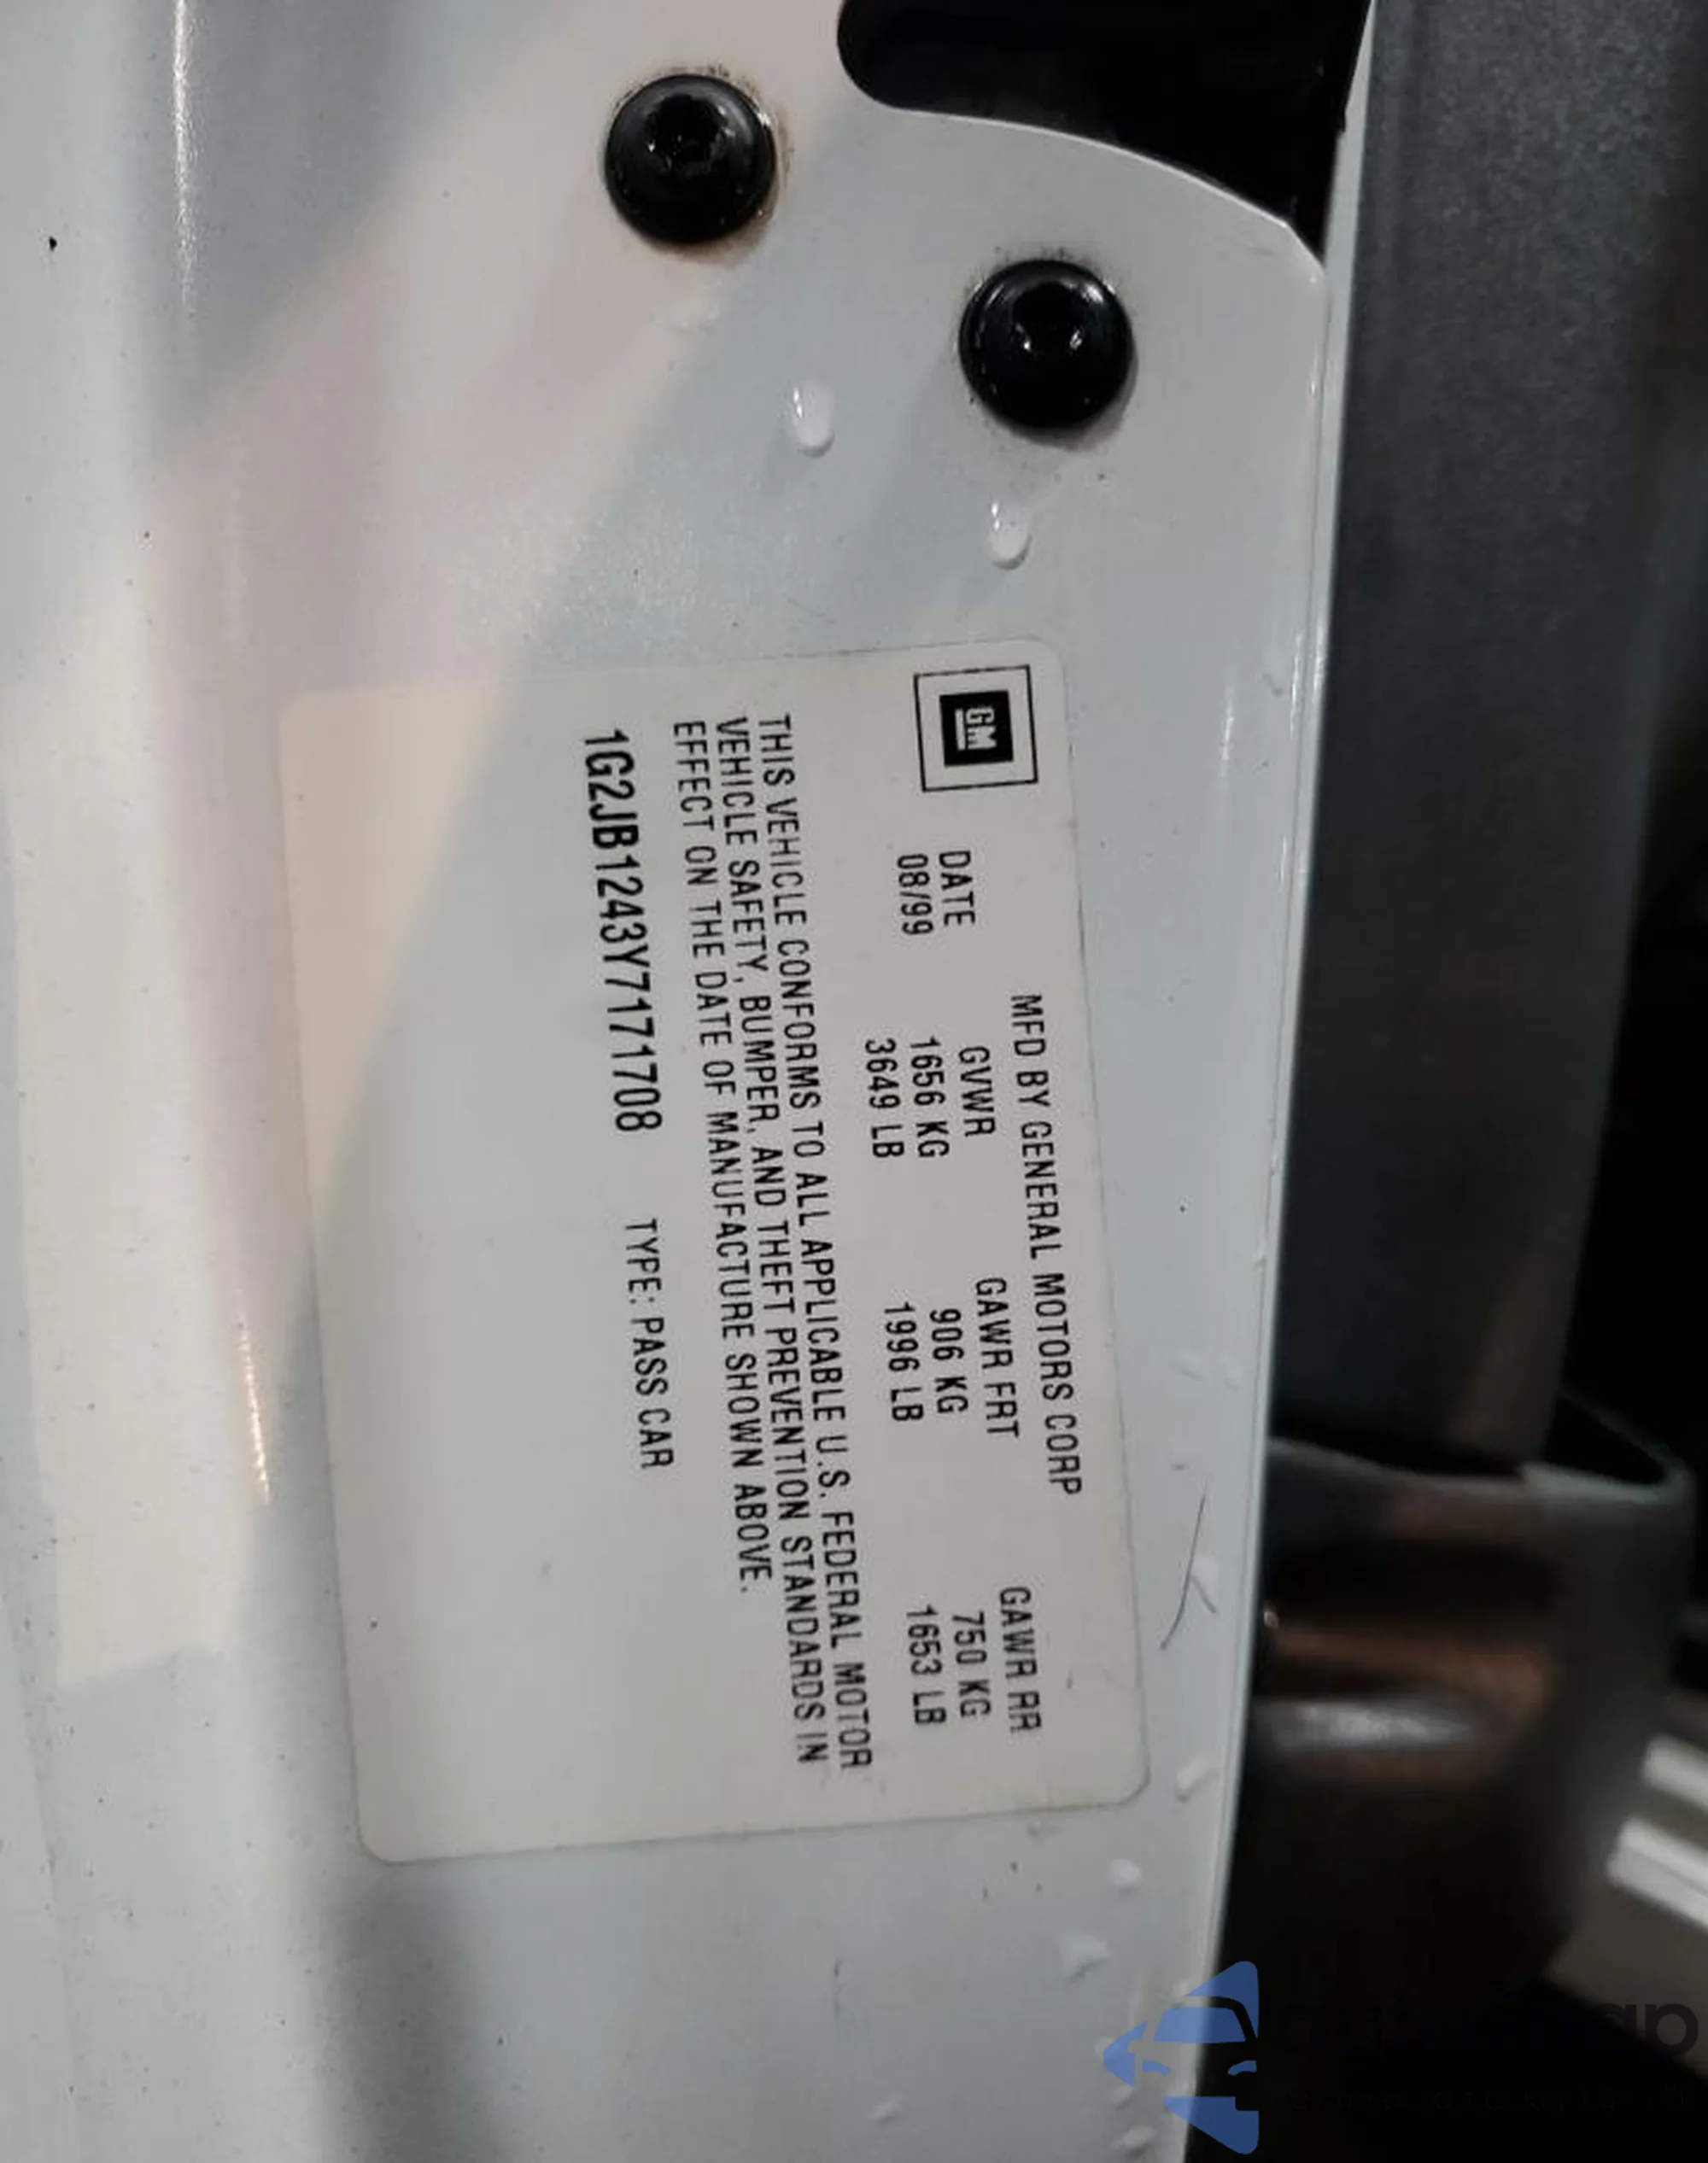 GM
MFD BY GENERAL MOTORS CORP
DATE GVWR GAWR FRT GAWR RR
08/99 1656 KG 906 KG 750 KG
3649 LB 1996 LB 1653 LB
THIS VEHICLE CONFORMS TO ALL APPLICABLE U.S. FEDERAL MOTOR
VEHICLE SAFETY, BUMPER, AND THEFT PREVENTION STANDARDS IN
EFFECT ON THE DATE OF MANUFACTURE SHOWN ABOVE.
1G2JB1243Y7171708 TYPE: PASS CAR